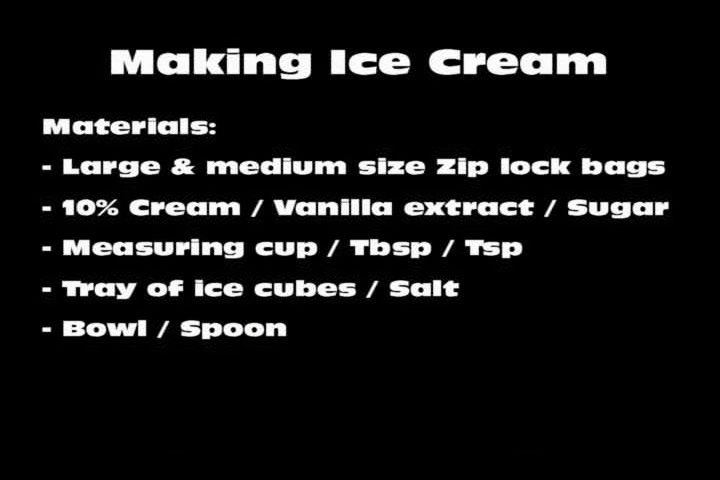 Making Ice Cream
Materials:
- Large & medium size Zip lock bags
- 10% Cream / Vanilla extract / Sugar
- Measuring cup / Tbsp / Tsp
- Tray of ice cubes / Salt
- Bowl / Spoon